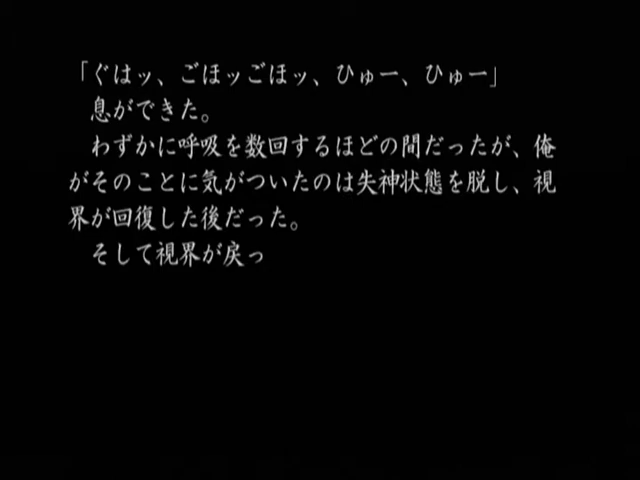 「ぐはッ、ごほッごほッ、ひゅー、ひゅー」
息ができた。
わずかに呼吸を数回するほどの間だったが、俺
がそのことに気がついたのは失神状態を脱し、視
界が回復した後だった。
そして視界が戻っ